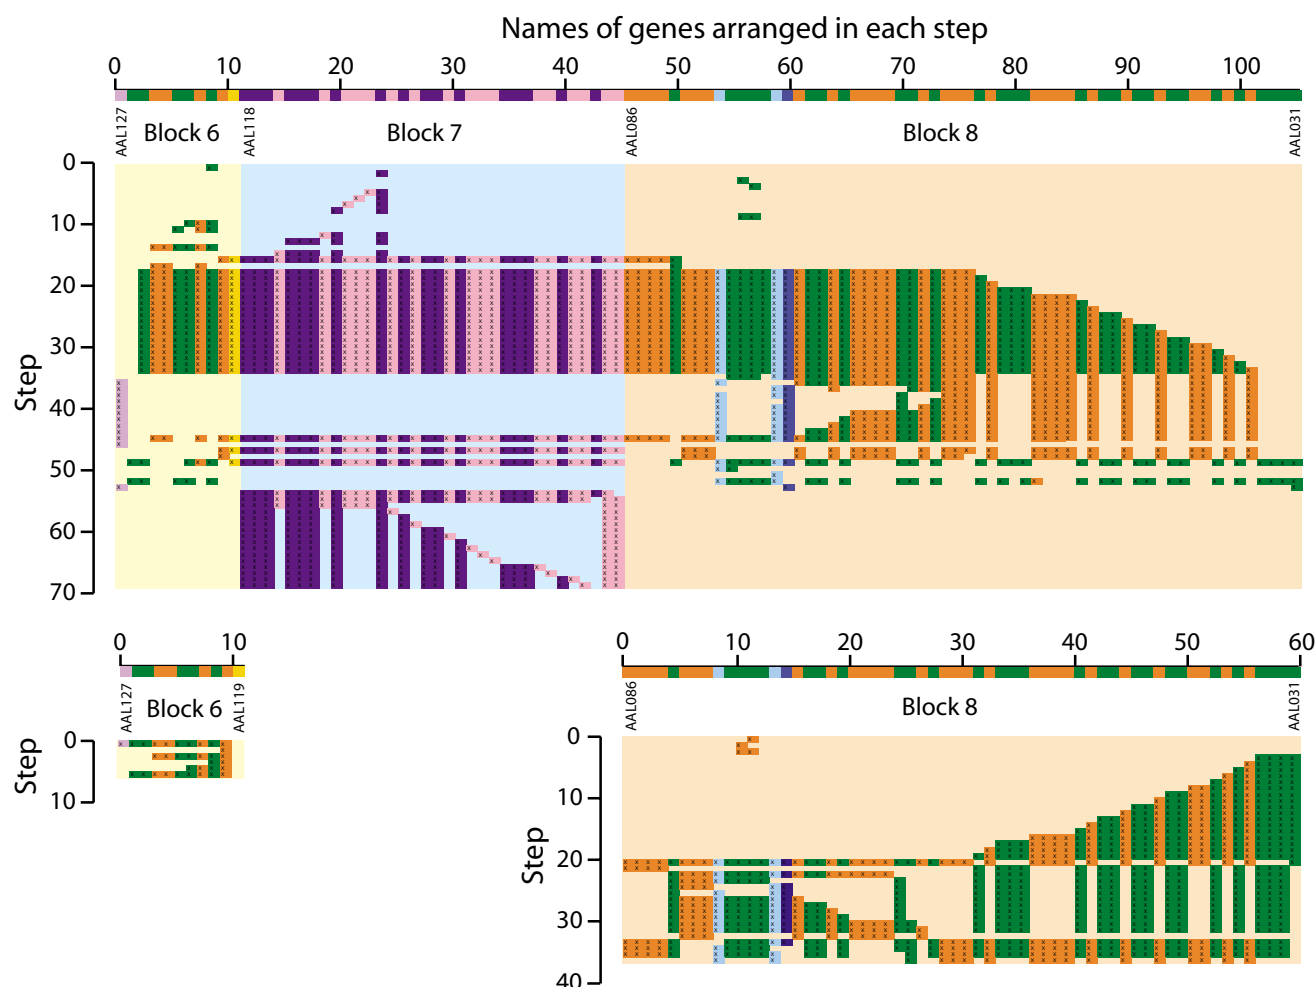 Names of genes arranged in each step
0 10 20 30 40 50 60 70 80 90 100
AAL127 Block 6 AAL118 Block 7 AAL086 Block 8 AAL031
Step
0
10
20
30
40
50
60
70
0 10
AAL127 Block 6 AAL119
Step
0
10
0 10 20 30 40 50 60
AAL086 Block 8 AAL031
Step
0
10
20
30
40